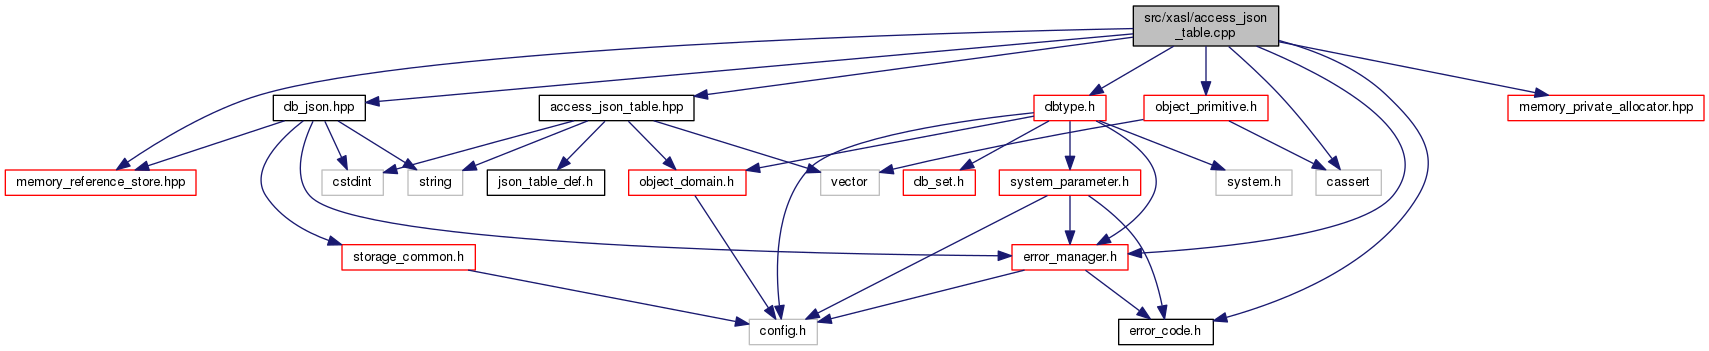 src/xasl/access_json
_table.cpp
db_json.hpp
access_json_table.hpp
dbtype.h
object_primitive.h
memory_private_allocator.hpp
memory_reference_store.hpp
cstdint
string
json_table_def.h
object_domain.h
vector
db_set.h
system_parameter.h
system.h
cassert
storage_common.h
error_manager.h
config.h
error_code.h